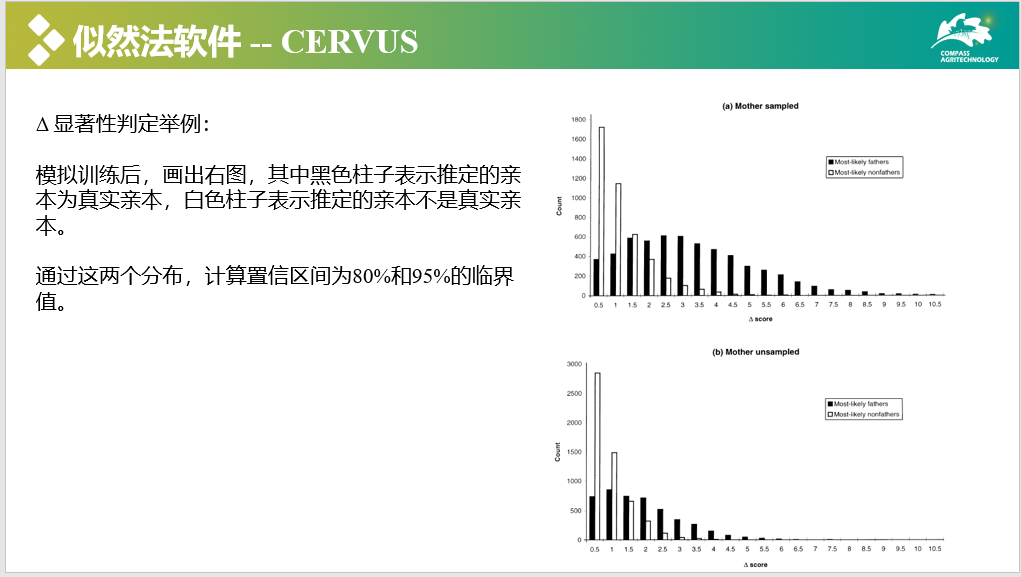 似然法软件 -- CERVUS
COMPASS
AGRITECHNOLOGY
Δ 显著性判定举例：
模拟训练后，画出右图，其中黑色柱子表示推定的亲
本为真实亲本，白色柱子表示推定的亲本不是真实亲
本。
通过这两个分布，计算置信区间为80%和95%的临界
值。
(a) Mother sampled
1800
1600
1400
1200
1000
800
600
400
200
0
Count
Most-likely fathers
Most-likely nonfathers
0.5 1 1.5 2 2.5 3 3.5 4 4.5 5 5.5 6 6.5 7 7.5 8 8.5 9 9.5 10 10.5
Δ score
(b) Mother unsampled
3000
2500
2000
1500
1000
500
0
Count
Most-likely fathers
Most-likely nonfathers
0.5 1 1.5 2 2.5 3 3.5 4 4.5 5 5.5 6 6.5 7 7.5 8 8.5 9 9.5 10 10.5
Δ score